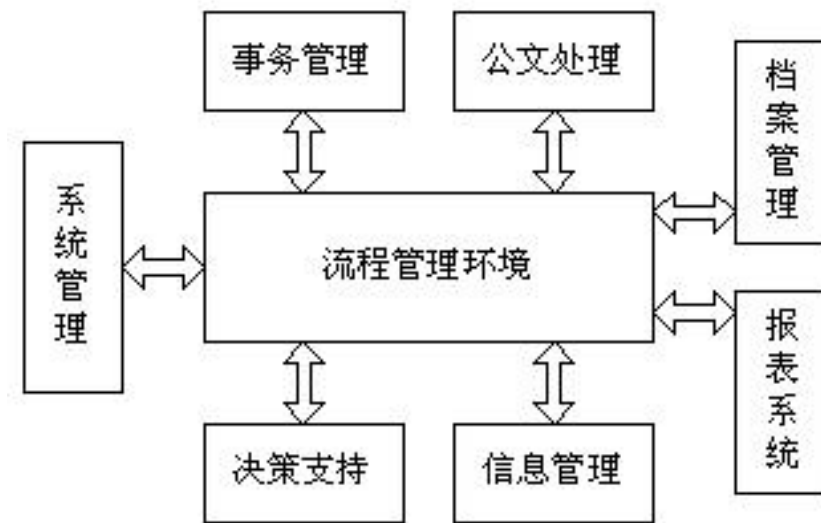 事务管理
公文处理
档案管理
系统管理
流程管理环境
报表系统
决策支持
信息管理